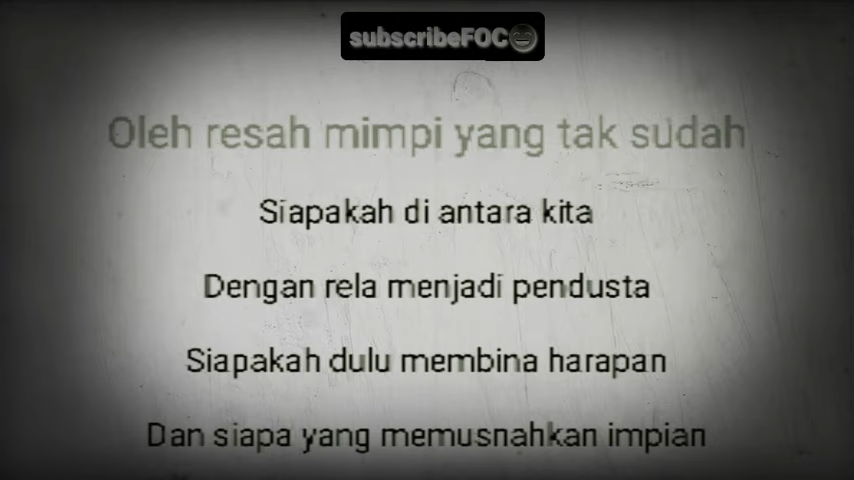 subscribeFOC😄
Oleh resah mimpi yang tak sudah
Siapakah di antara kita
Dengan rela menjadi pendusta
Siapakah dulu membina harapan
Dan siapa yang memusnahkan impian